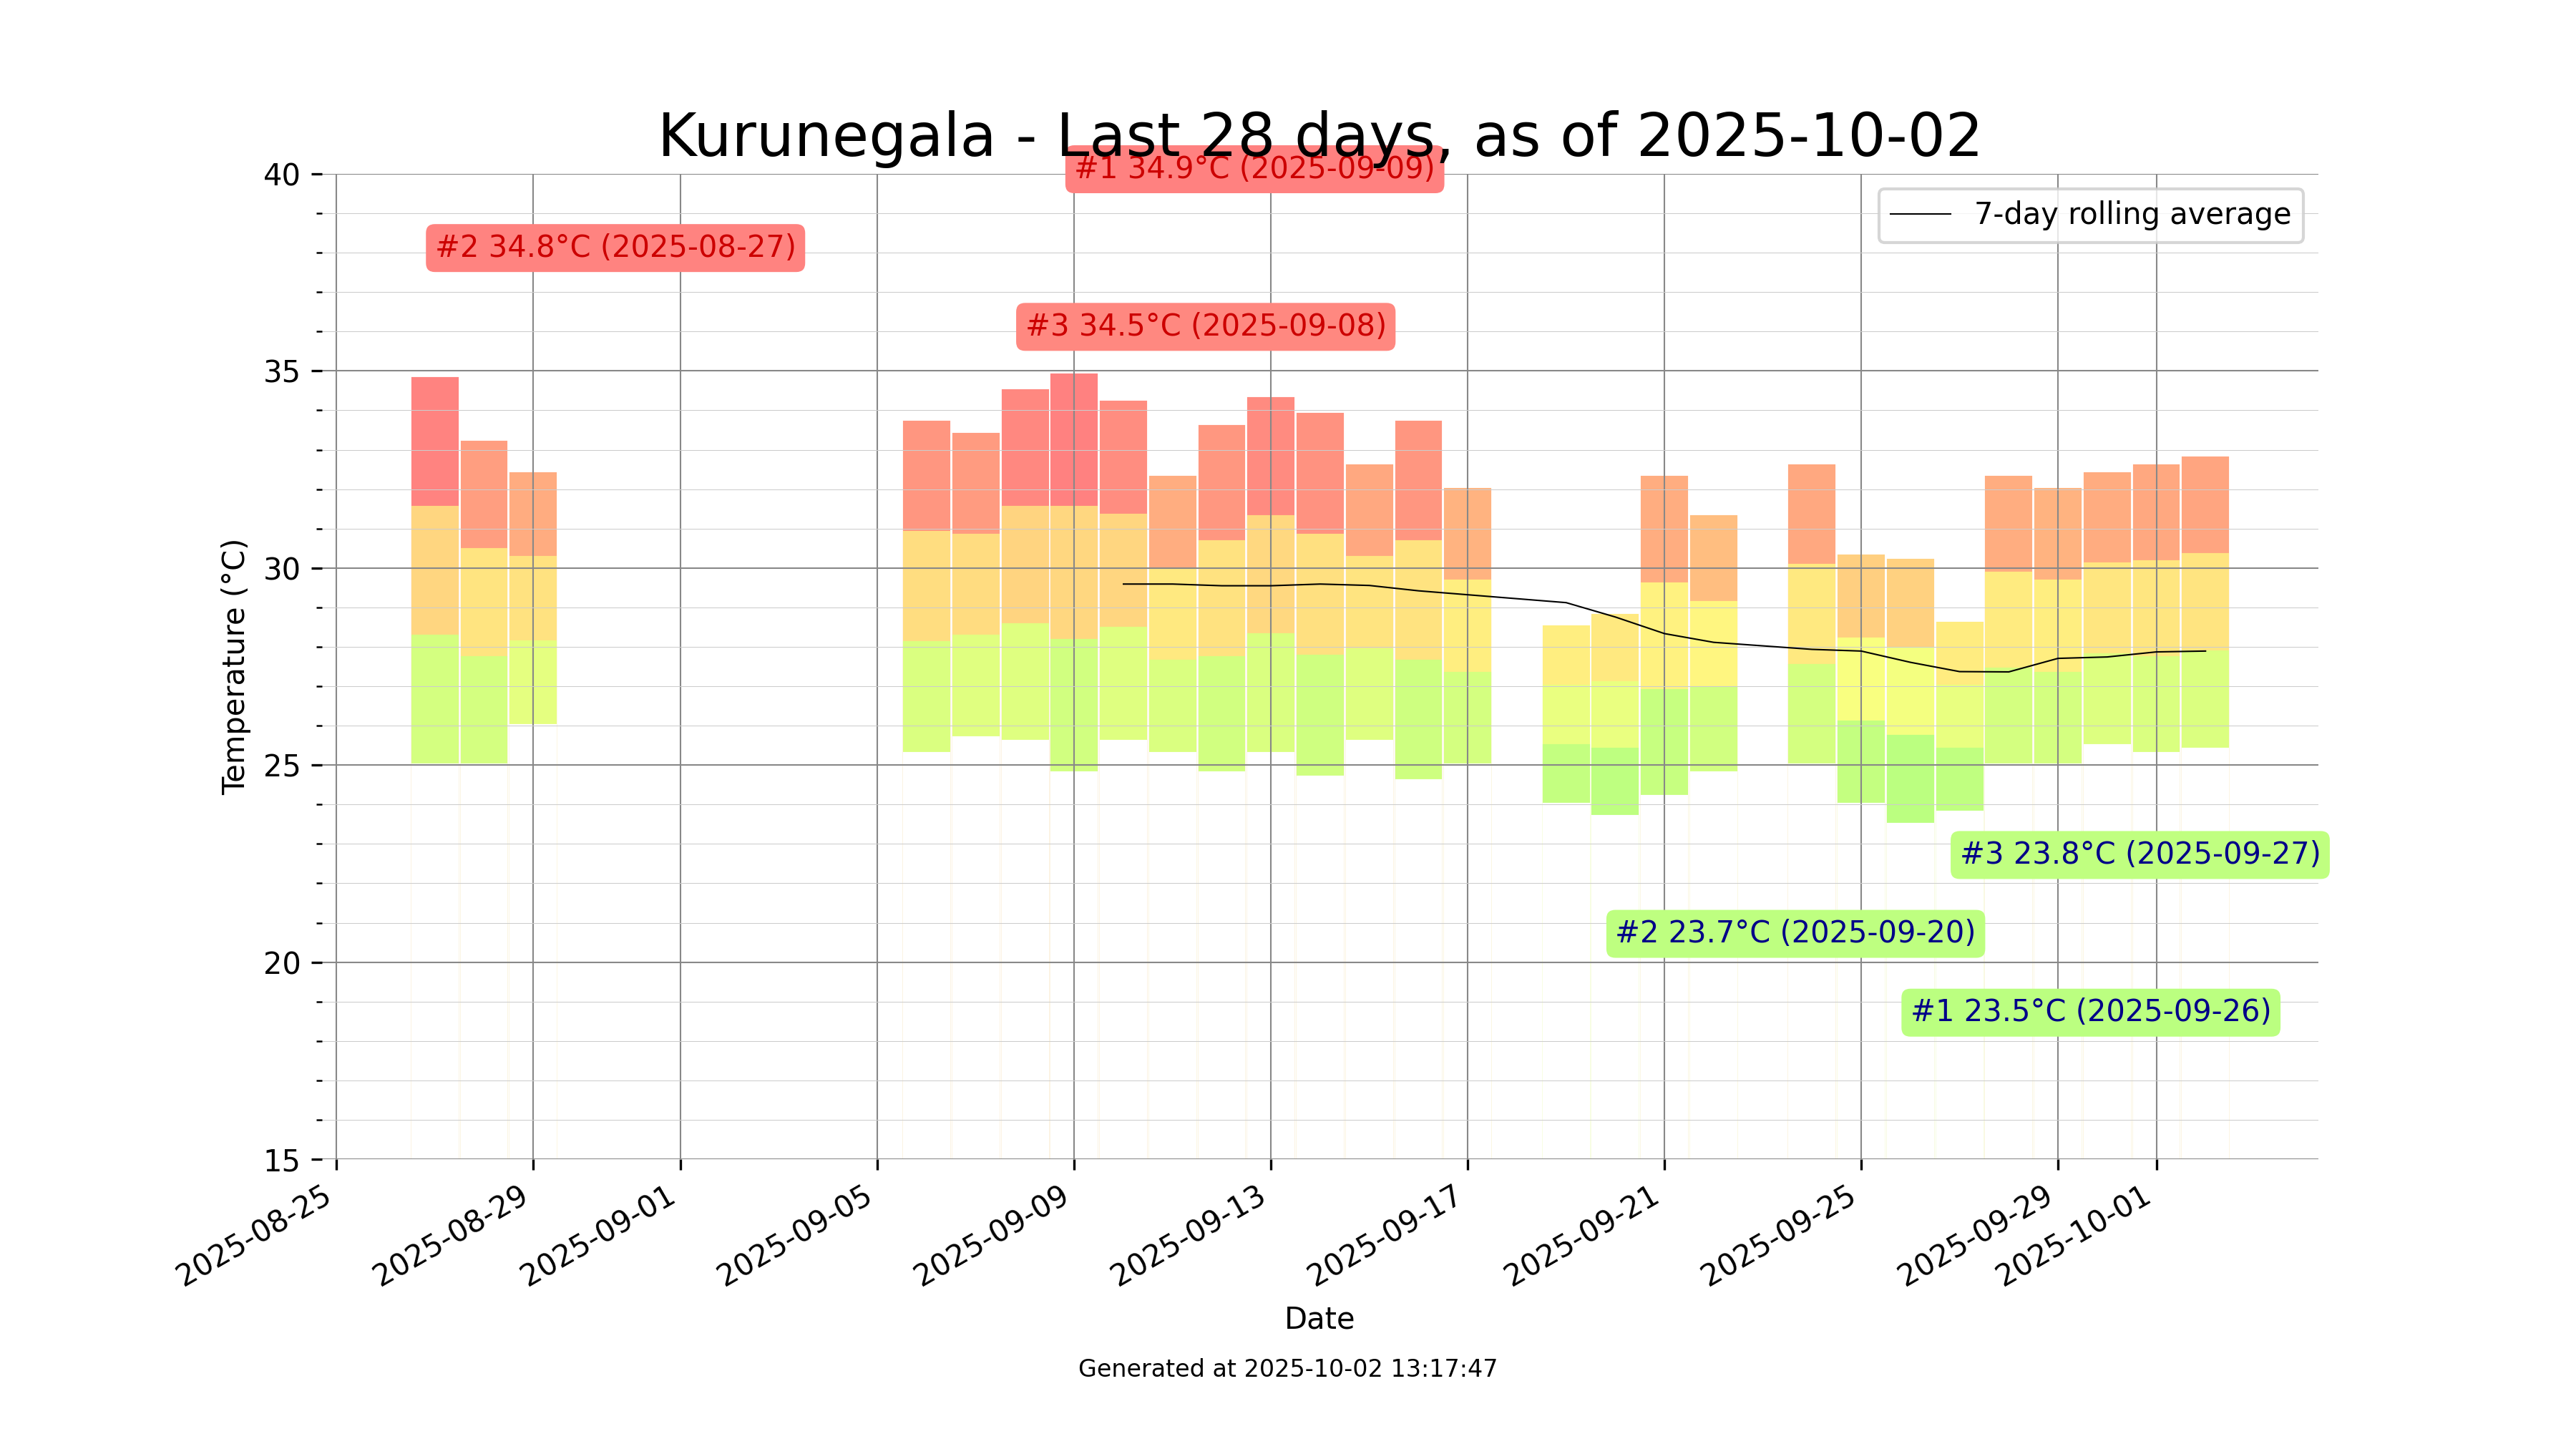 Kurunegala - Last 28 days, as of 2025-10-02
#1 34.9°C (2025-09-09)
7-day rolling average
#2 34.8°C (2025-08-27)
#3 34.5°C (2025-09-08)
40
35
30
25
20
15
Temperature (°C)
#3 23.8°C (2025-09-27)
#2 23.7°C (2025-09-20)
#1 23.5°C (2025-09-26)
2025-08-25
2025-08-29
2025-09-01
2025-09-05
2025-09-09
2025-09-13
2025-09-17
2025-09-21
2025-09-25
2025-09-29
2025-10-01
Date
Generated at 2025-10-02 13:17:47